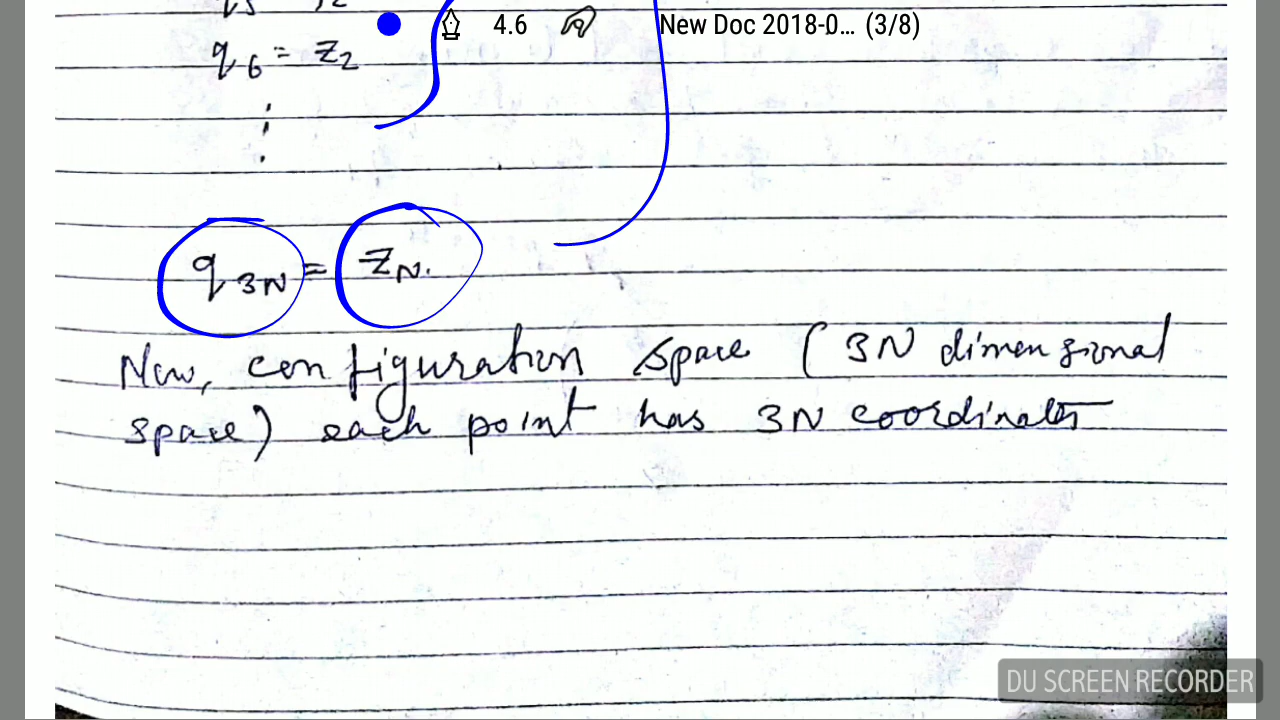 4.6 New Doc 2018-0... (3/8)
q6 = z2
⋮
q3N = zN.
Now, configuration space (3N dimensional
space) each point has 3N coordinates
DU SCREEN RECORDER